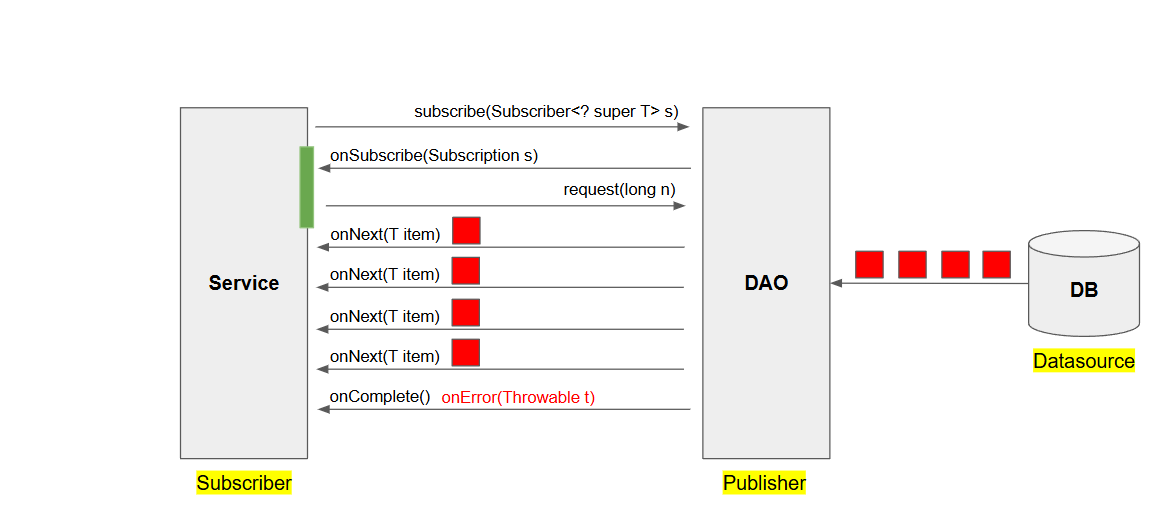 subscribe(Subscriber<? super T> s)
onSubscribe(Subscription s)
request(long n)
onNext(T item)
onNext(T item)
onNext(T item)
onNext(T item)
onComplete() onError(Throwable t)
Service
DAO
DB
Datasource
Subscriber
Publisher